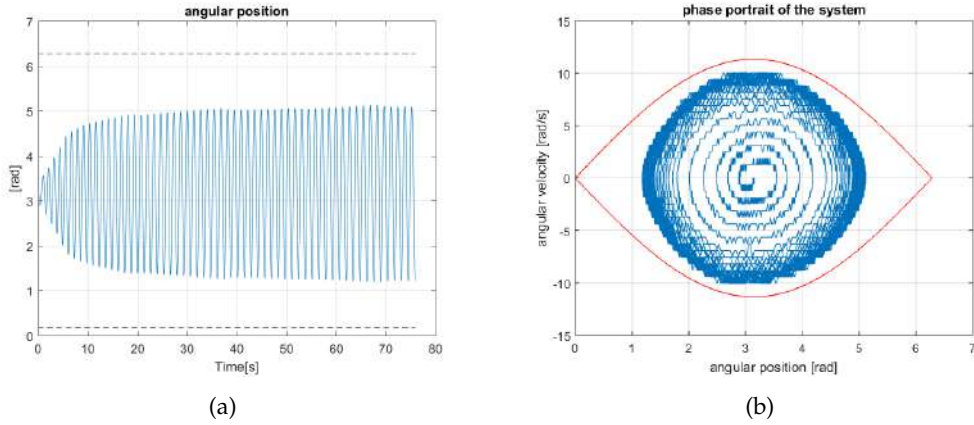 angular position
7
6
5
4
3
2
1
0
[rad]
0 10 20 30 40 50 60 70 80
Time[s]
(a)
phase portrait of the system
15
10
5
0
-5
-10
-15
angular velocity [rad/s]
0 1 2 3 4 5 6 7
angular position [rad]
(b)